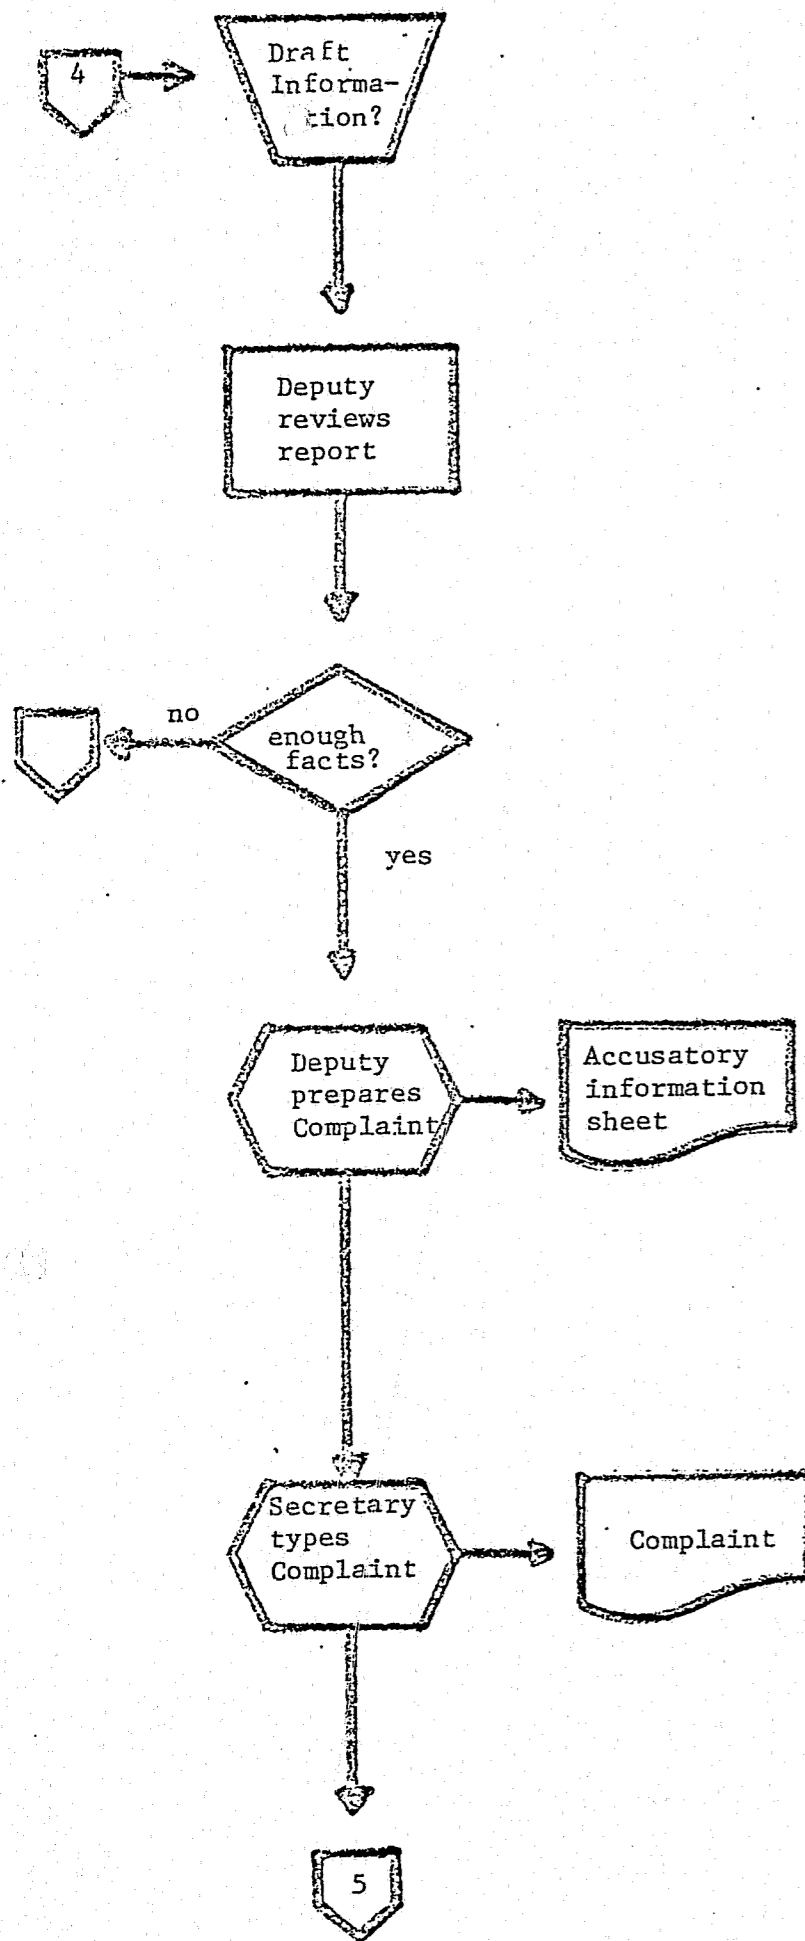 4
Draft
Informa-
tion?
Deputy
reviews
report
no
enough
facts?
yes
Deputy
prepares
Complaint
Accusatory
information
sheet
Secretary
types
Complaint
Complaint
5